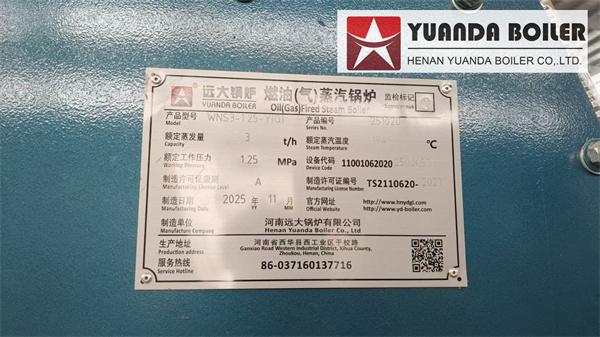 YUANDA BOILER
HENAN YUANDA BOILER CO,.LTD.
远大锅炉 燃油(气)蒸汽锅炉 监检标记
YUANDA BOILER Oil(Gas)Fired Steam Boiler Supervision Mark
产品型号 WNS3-1.25-Y(Q) 产品编号
Model Series No.
额定蒸发量 3 t/h 额定蒸汽温度 ℃
Capacity Steam Temperature
额定工作压力 1.25 MPa 设备代码 11001062020
Working Pressure
制造许可级别 A 制造许可证编号 TS2110620-
Manufacturing License Level Manufacturing License Number
制造日期 2025 年 11 月 官方网址 http://www.hnydgl.com
Manufacturing Date YY MM Official Website http://www.yd-boiler.com
制造单位 河南远大锅炉有限公司
Manufacture Company Henan Yuanda Boiler Co., Ltd
生产地址 河南省西华县西工业区干校路
Production address Ganxiao Road Western Industrial District, Xihua County,
Zhoukou, Henan, China
服务热线 86-037160137716
Service Hotline